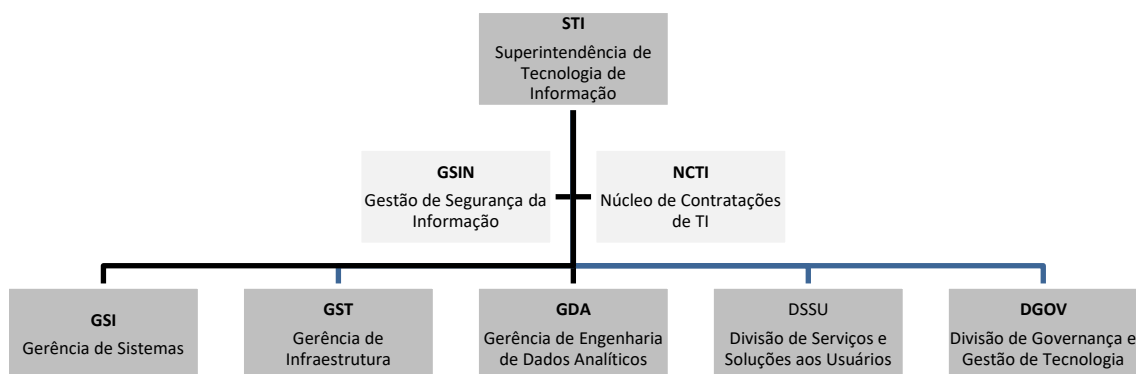 STI
Superintendência de
Tecnologia de
Informação
GSIN
Gestão de Segurança da
Informação
NCTI
Núcleo de Contratações
de TI
GSI
Gerência de Sistemas
GST
Gerência de
Infraestrutura
GDA
Gerência de Engenharia
de Dados Analíticos
DSSU
Divisão de Serviços e
Soluções aos Usuários
DGOV
Divisão de Governança e
Gestão de Tecnologia